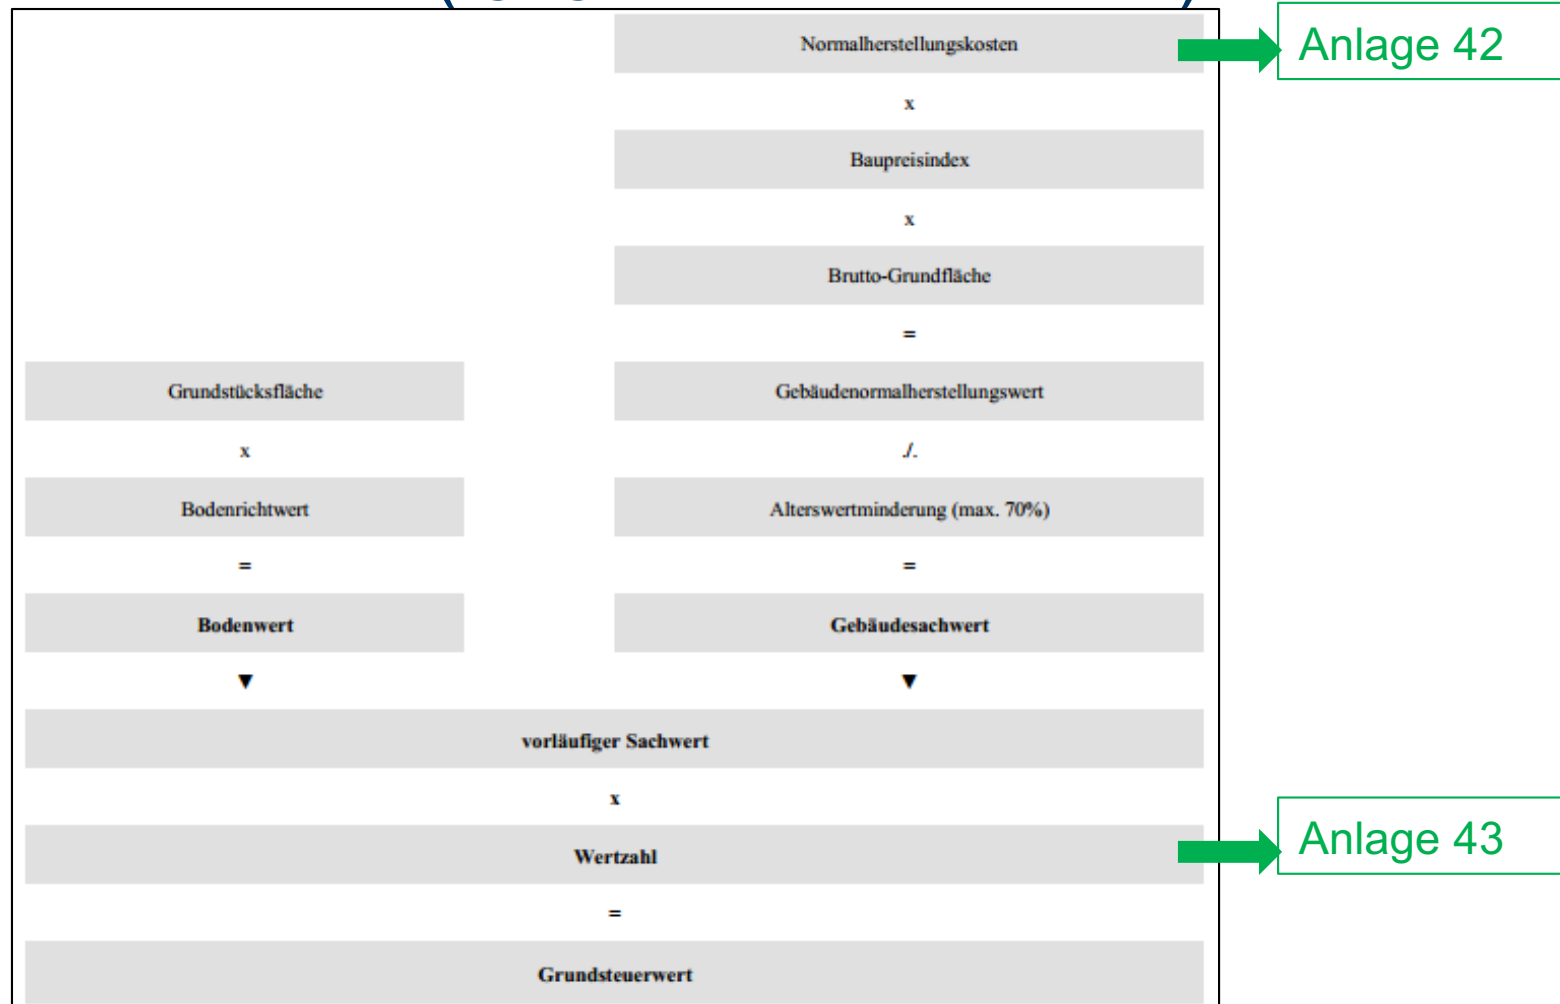 Normalherstellungskosten
Anlage 42
x
Baupreisindex
x
Brutto-Grundfläche
=
Grundstücksfläche
Gebäudenormalherstellungswert
x
./.
Bodenrichtwert
Alterswertminderung (max. 70%)
=
=
Bodenwert
Gebäudesachwert
▼
▼
vorläufiger Sachwert
x
Wertzahl
Anlage 43
=
Grundsteuerwert